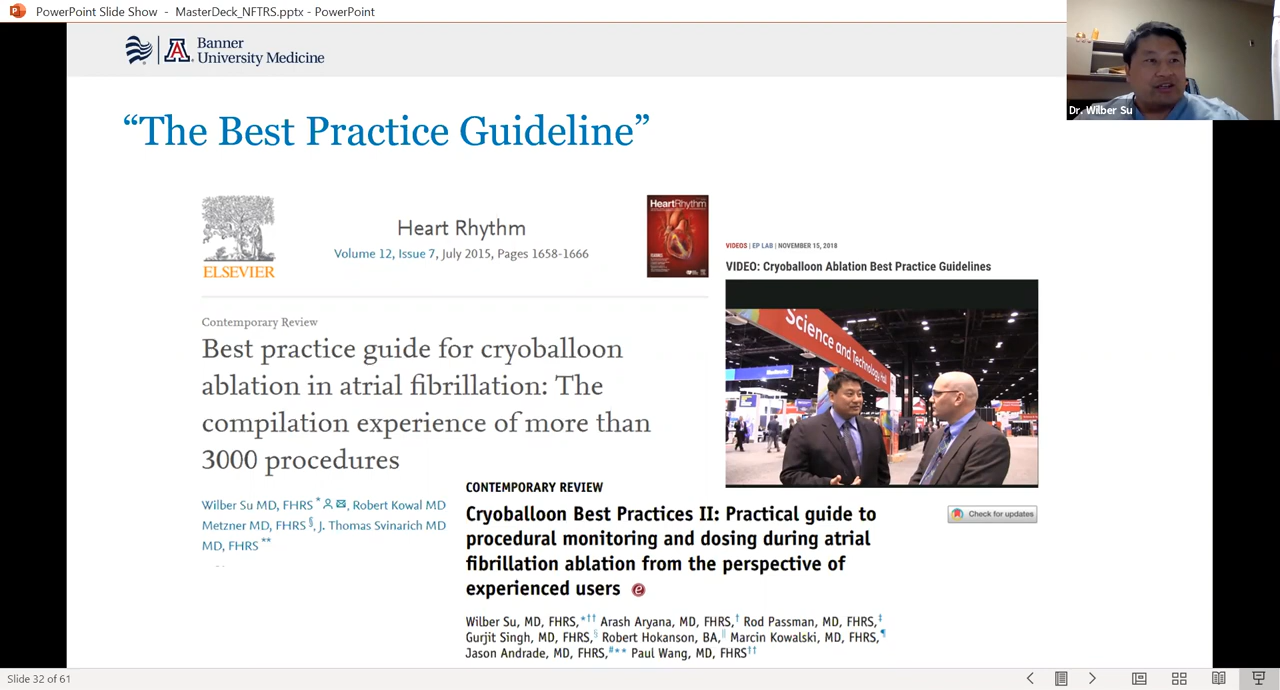 PowerPoint Slide Show - MasterDeck_NFTRS.pptx - PowerPoint
Banner
University Medicine
Dr. Wilber Su
“The Best Practice Guideline”
ELSEVIER
Heart Rhythm
Volume 12, Issue 7, July 2015, Pages 1658-1666
HeartRhythm
Contemporary Review
Best practice guide for cryoballoon
ablation in atrial fibrillation: The
compilation experience of more than
3000 procedures
Wilber Su MD, FHRS *, Robert Kowal MD
Metzner MD, FHRS §, J. Thomas Svinarich MD
MD, FHRS **
VIDEOS | EP LAB | NOVEMBER 15, 2018
VIDEO: Cryoballoon Ablation Best Practice Guidelines
Science and Technology Hall
CONTEMPORARY REVIEW
Check for updates
Cryoballoon Best Practices II: Practical guide to
procedural monitoring and dosing during atrial
fibrillation ablation from the perspective of
experienced users e
Wilber Su, MD, FHRS,*†† Arash Aryana, MD, FHRS,† Rod Passman, MD, FHRS,‡
Gurjit Singh, MD, FHRS,§ Robert Hokanson, BA,|| Marcin Kowalski, MD, FHRS,¶
Jason Andrade, MD, FHRS,#** Paul Wang, MD, FHRS††
Slide 32 of 61